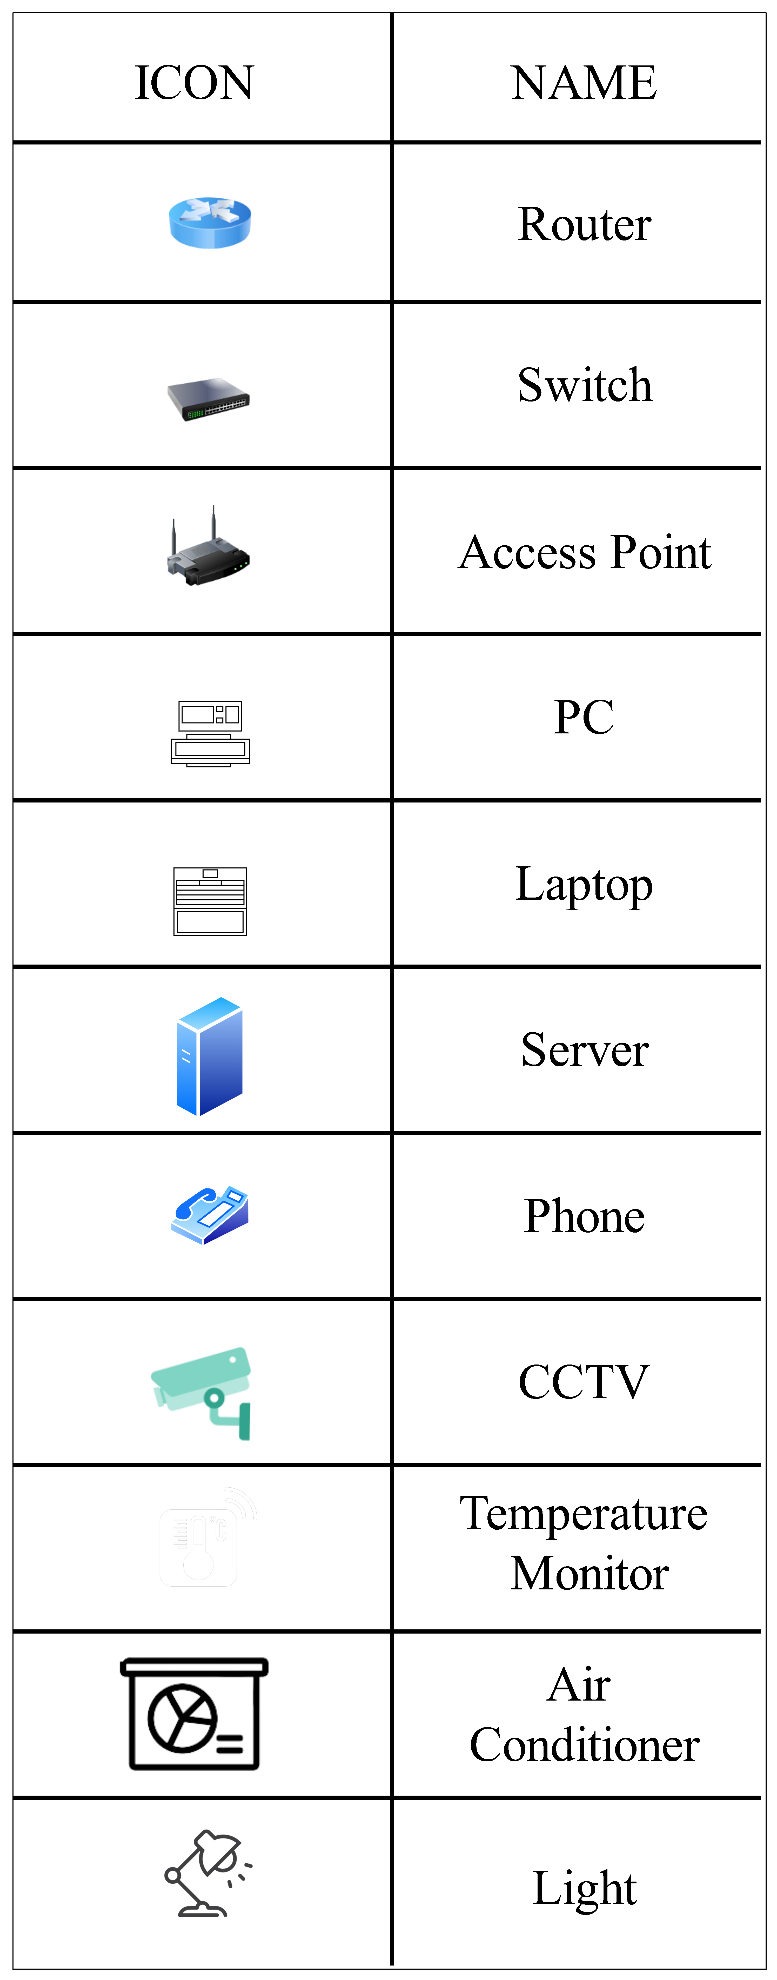 ICON NAME
Router
Switch
Access Point
PC
Laptop
Server
Phone
CCTV
Temperature
Monitor
Air
Conditioner
Light